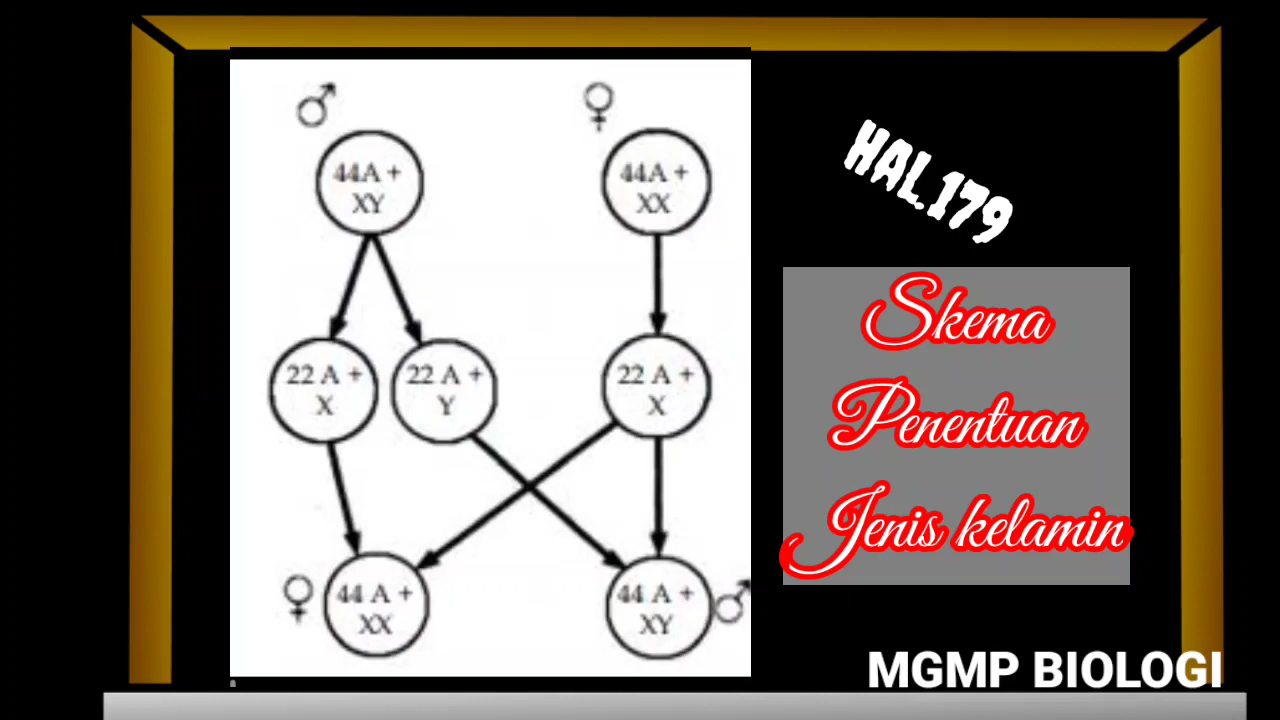 ♂
♀
44A +
XY
44A +
XX
HAL.179
Skema
22 A +
X
22 A +
Y
22 A +
X
Penentuan
Jenis kelamin
♀
44 A +
XX
44 A +
XY
♂
MGMP BIOLOGI